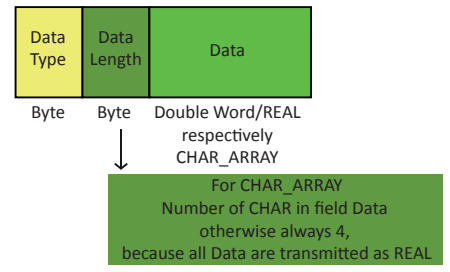 Data Type
Data Length
Data
Byte
Byte
Double Word/REAL
respectively
CHAR_ARRAY
For CHAR_ARRAY
Number of CHAR in field Data
otherwise always 4,
because all Data are transmitted as REAL